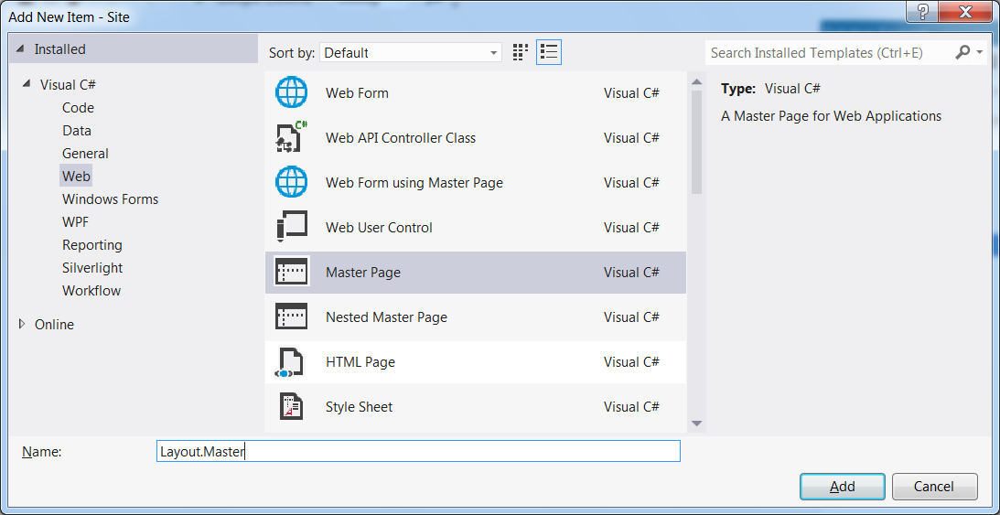 Add New Item - Site
?
Installed
Sort by: Default
Search Installed Templates (Ctrl+E)
Visual C#
Code
Data
General
Web
Windows Forms
WPF
Reporting
Silverlight
Workflow
Online
Web Form Visual C#
C#
Web API Controller Class Visual C#
Web Form using Master Page Visual C#
Web User Control Visual C#
Master Page Visual C#
Nested Master Page Visual C#
HTML Page Visual C#
Style Sheet Visual C#
Type: Visual C#
A Master Page for Web Applications
Name: Layout.Master
Add Cancel